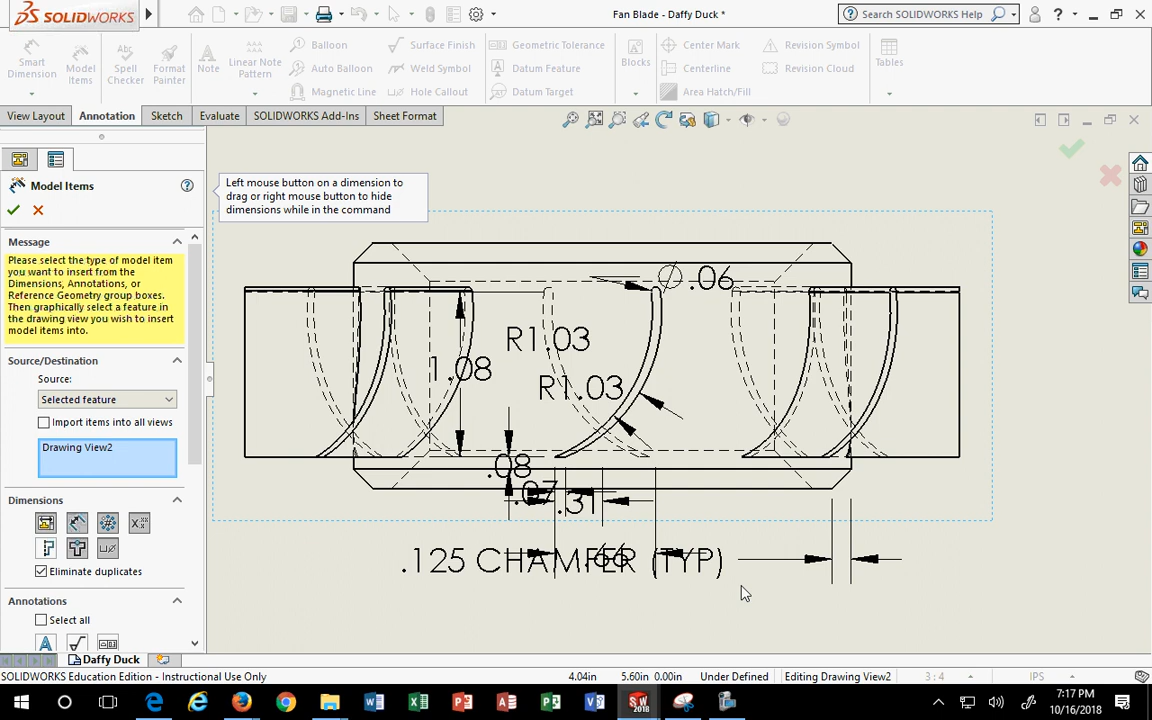 SOLIDWORKS
Fan Blade - Daffy Duck *
Search SOLIDWORKS Help
Smart
Dimension
Model
Items
Spell
Checker
Format
Painter
Note
Linear Note
Pattern
Balloon
Auto Balloon
Magnetic Line
Surface Finish
Weld Symbol
Hole Callout
Geometric Tolerance
Datum Feature
Datum Target
Blocks
Center Mark
Centerline
Area Hatch/Fill
Revision Symbol
Revision Cloud
Tables
View Layout
Annotation
Sketch
Evaluate
SOLIDWORKS Add-Ins
Sheet Format
Model Items
Message
Please select the type of model item
you want to insert from the
Dimensions, Annotations, or
Reference Geometry group boxes.
Then graphically select a feature in
the drawing view you wish to insert
model items into.
Source/Destination
Source:
Selected feature
Import items into all views
Drawing View2
Dimensions
Eliminate duplicates
Annotations
Select all
Left mouse button on a dimension to
drag or right mouse button to hide
dimensions while in the command
∅ .06
R1.03
1.08
R1.03
.08
.07
.31
.66
.125 CHAMFER (TYP)
Daffy Duck
SOLIDWORKS Education Edition - Instructional Use Only
4.04in
5.60in
0.00in
Under Defined
Editing Drawing View2
3 : 4
IPS
7:17 PM
10/16/2018